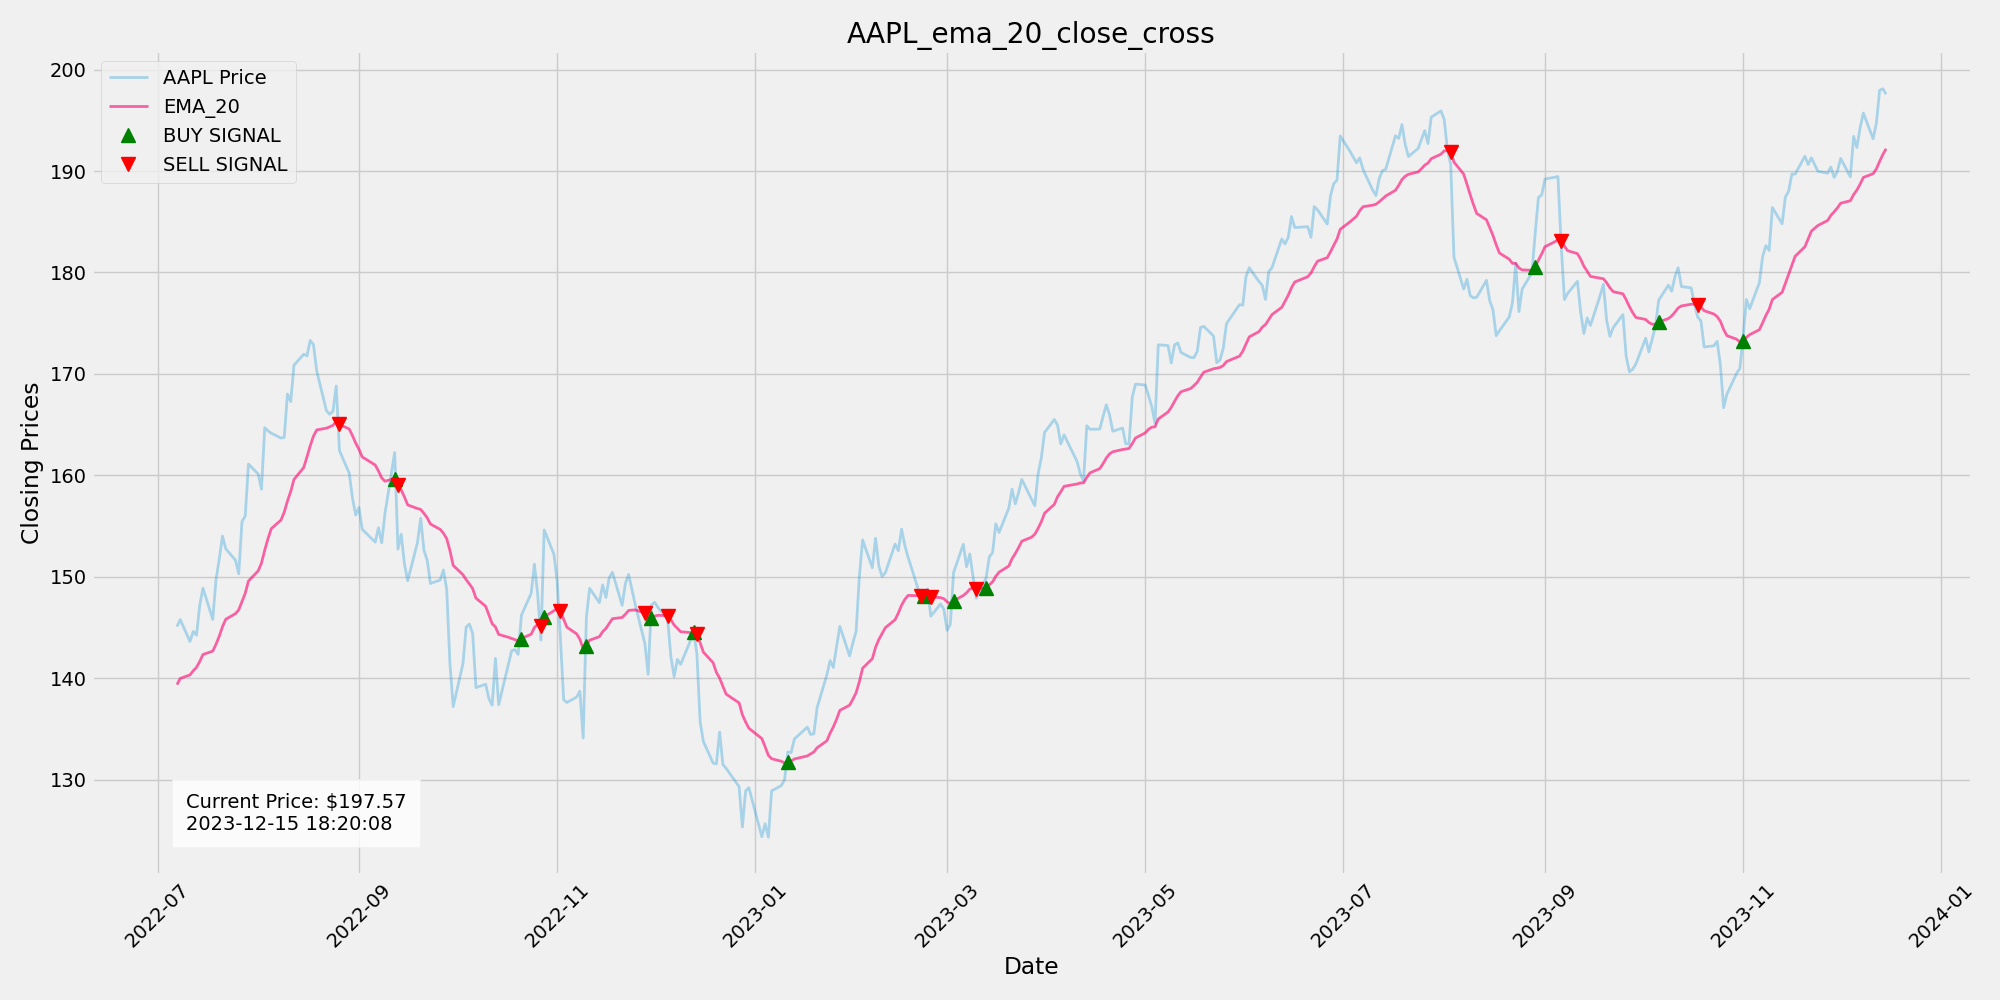 AAPL_ema_20_close_cross
AAPL Price
EMA_20
BUY SIGNAL
SELL SIGNAL
Closing Prices
200
190
180
170
160
150
140
130
Current Price: $197.57
2023-12-15 18:20:08
2022-07
2022-09
2022-11
2023-01
2023-03
2023-05
2023-07
2023-09
2023-11
2024-01
Date